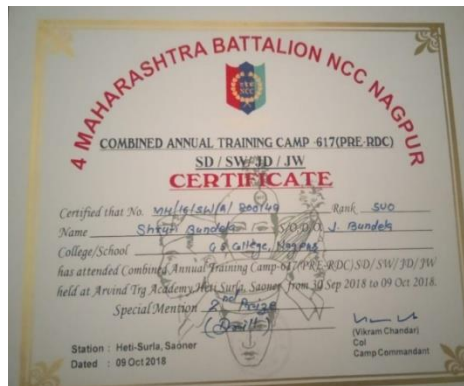 4 MAHARASHTRA BATTALION NCC NAGPUR
NCC
COMBINED ANNUAL TRAINING CAMP -617(PRE-RDC)
SD / SW/JD / JW
CERTIFICATE
Certified that No. MH/16/SW/A/ 800149 Rank SUO
Name Shruti Bundela S.O/D.O. J. Bundela
College/School G.S College, Nagpur
has attended Combined Annual Training Camp-617(PRE-RDC) SD/ SW/ JD/ JW
held at Arvind Trg Academy, Heti Surla, Saoner from 30 Sep 2018 to 09 Oct 2018.
Special Mention 2nd Prize
(Drill)
(Vikram Chandar)
Station : Heti-Surla, Saoner Col
Dated : 09 Oct 2018 Camp Commandant